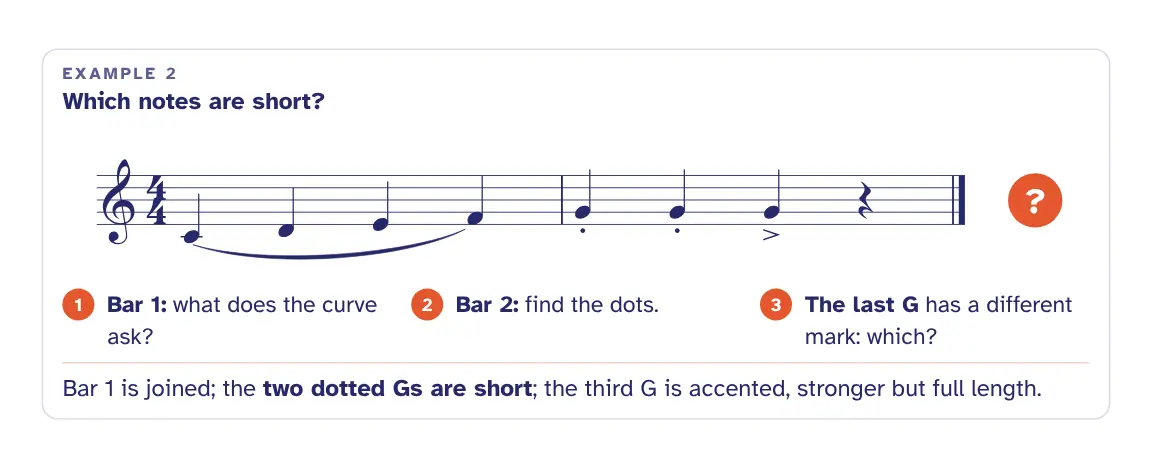 EXAMPLE 2
Which notes are short?
4
4
?
1 Bar 1: what does the curve
ask?
2 Bar 2: find the dots.
3 The last G has a different
mark: which?
Bar 1 is joined; the two dotted Gs are short; the third G is accented, stronger but full length.